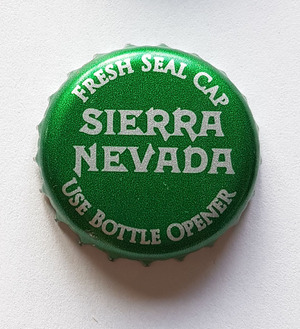 FRESH SEAL CAP
SIERRA
NEVADA
USE BOTTLE OPENER